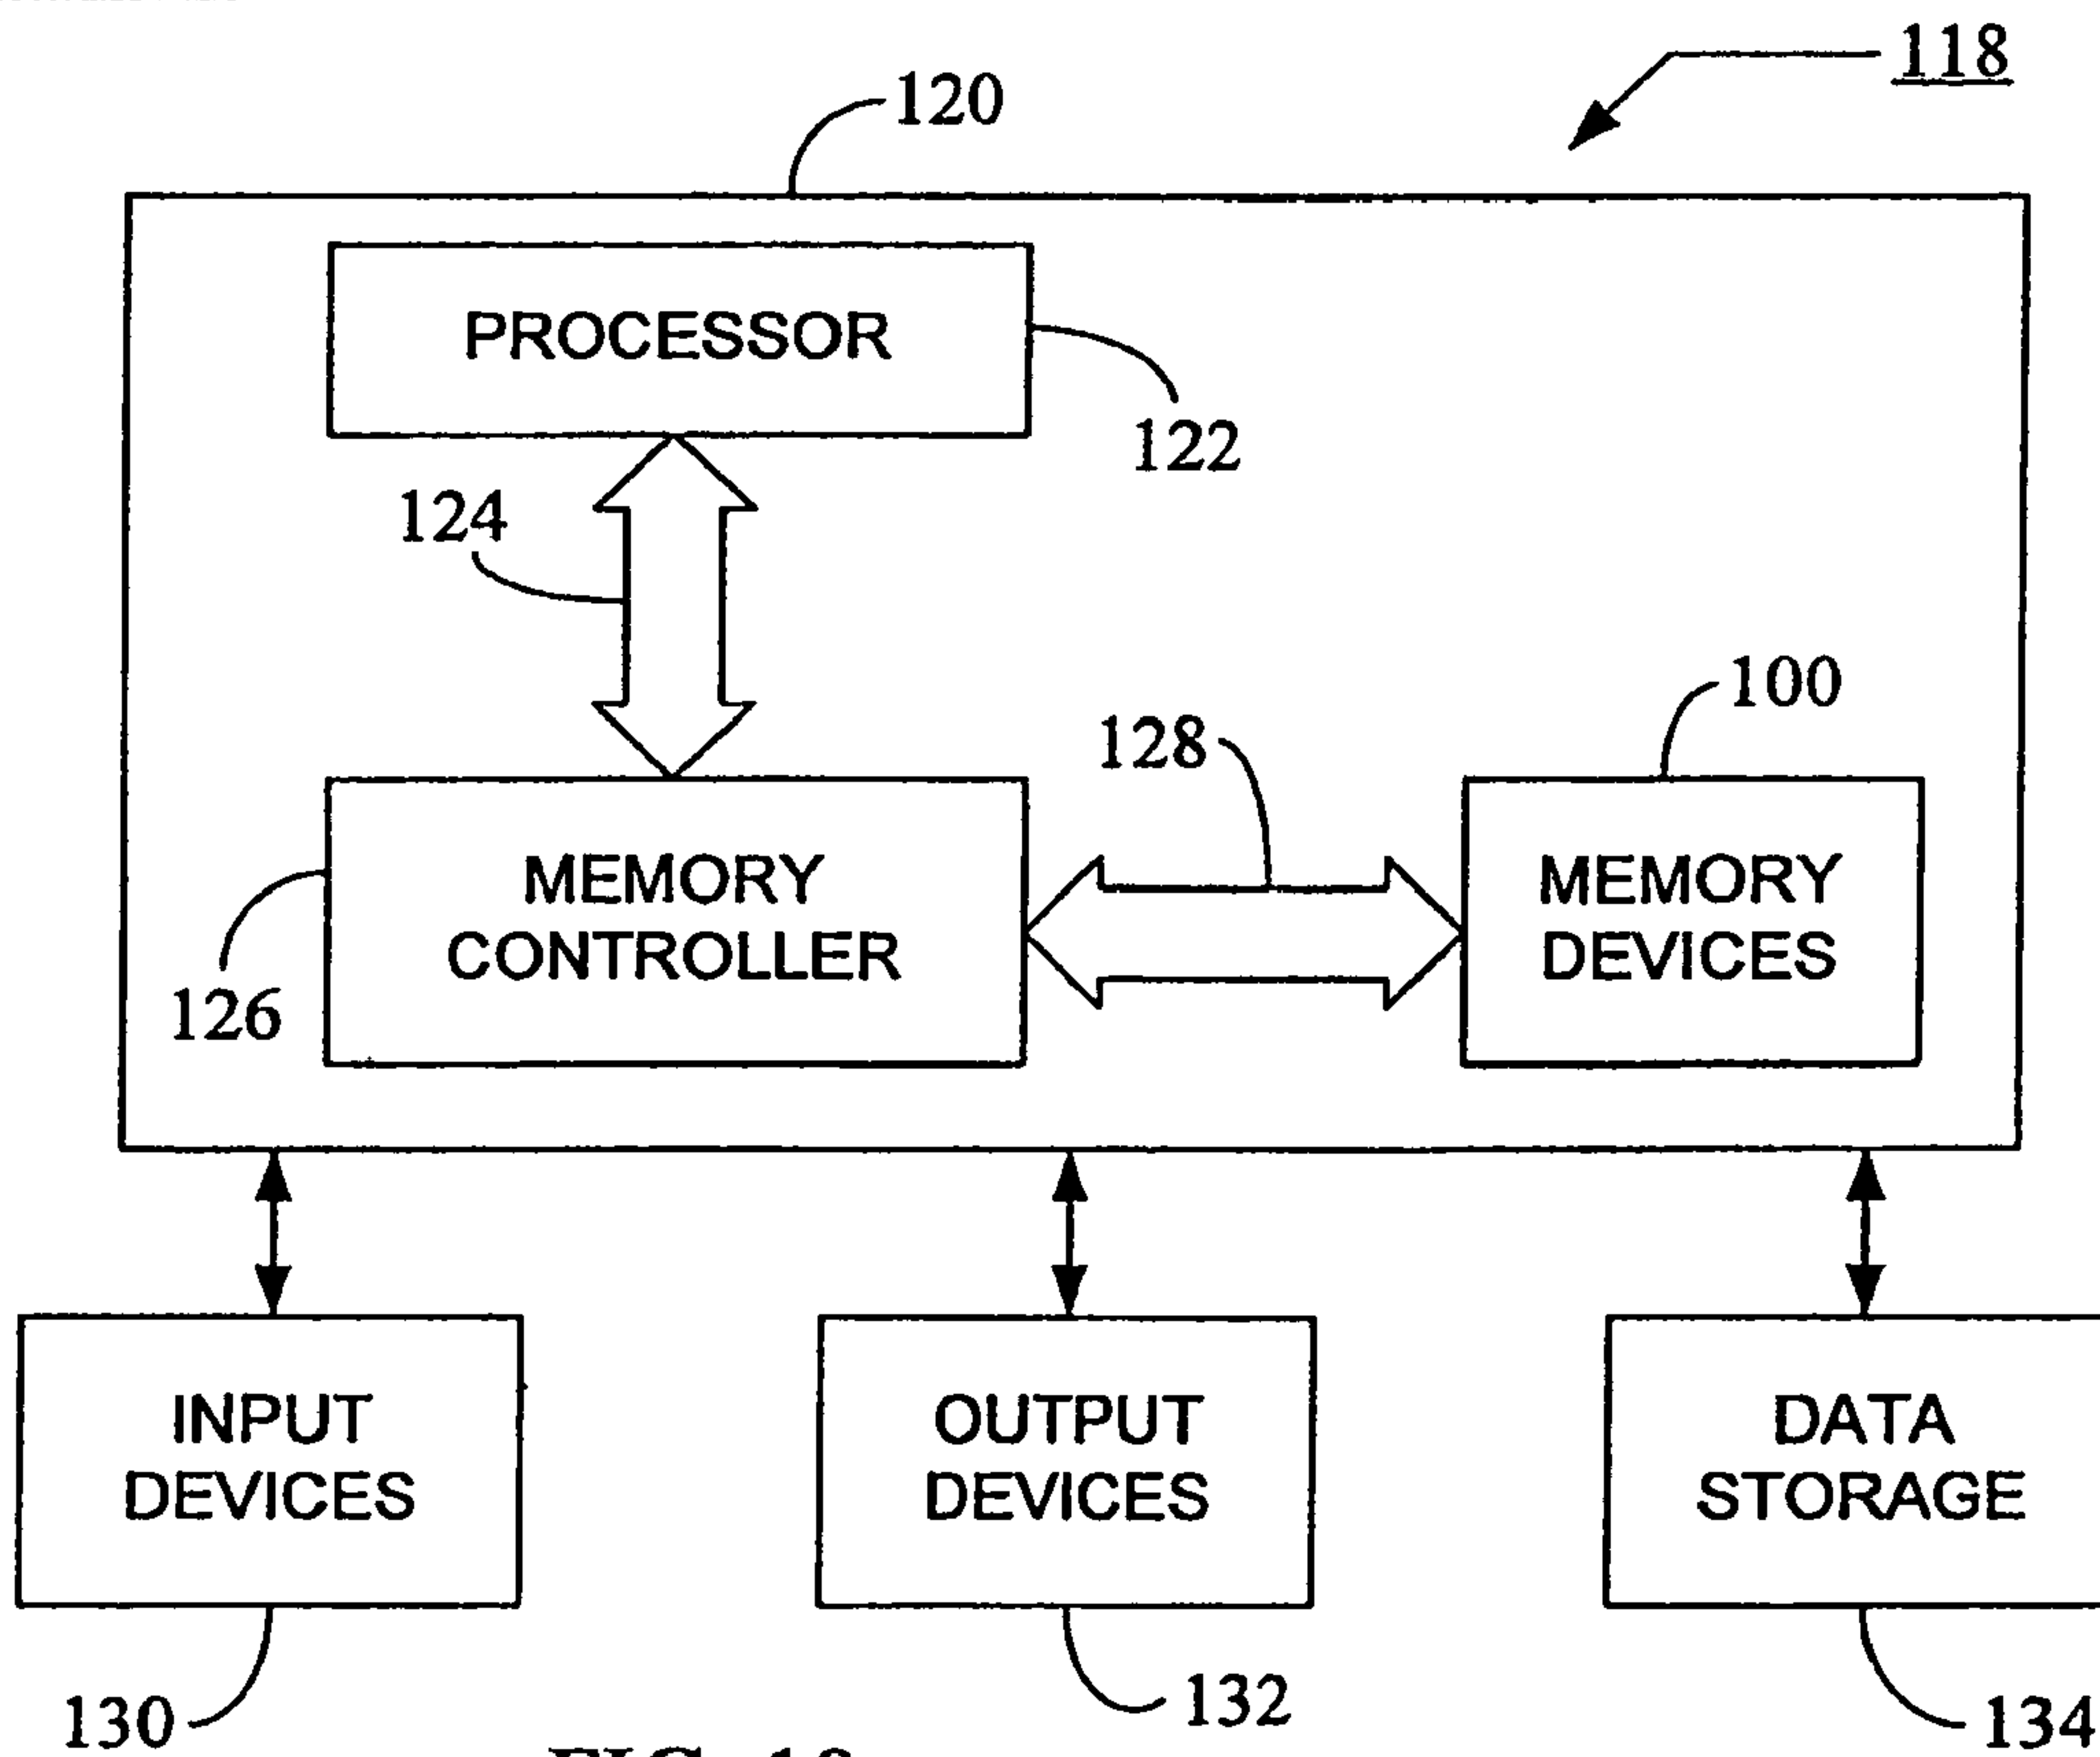 118
120
PROCESSOR
122
124
100
128
MEMORY
CONTROLLER
MEMORY
DEVICES
126
INPUT
DEVICES
OUTPUT
DEVICES
DATA
STORAGE
130
132
134